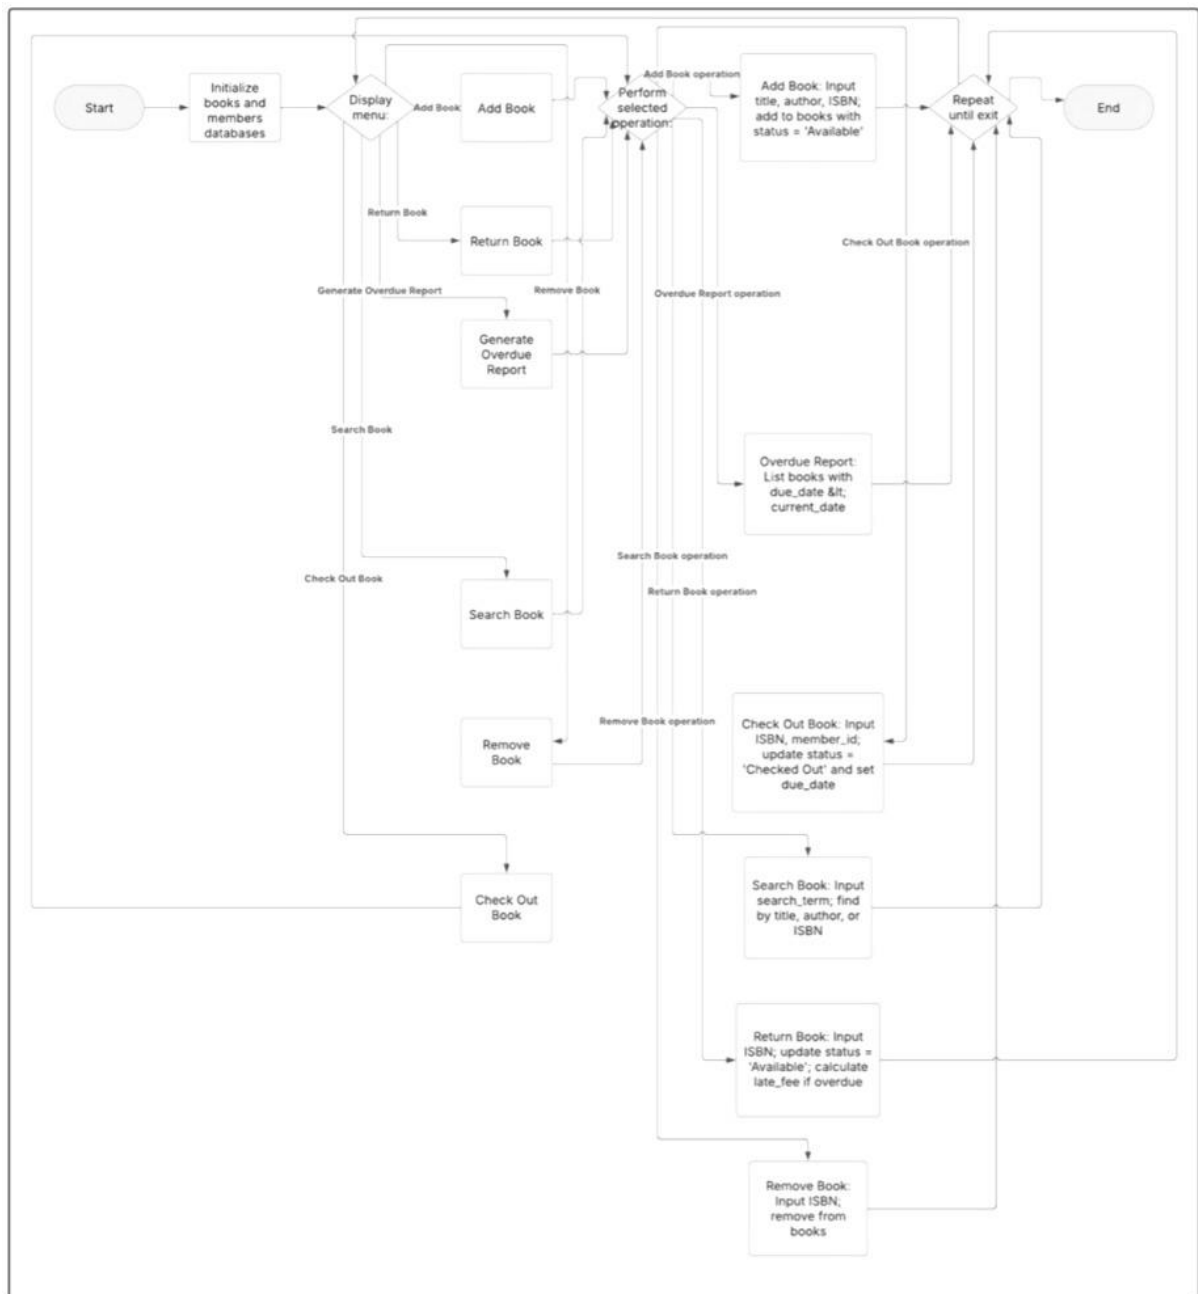 Start
Initialize
books and
members
databases
Display
menu:
Add Book
Add Book
Perform
selected
operation:
Add Book operation
Add Book: Input
title, author, ISBN;
add to books with
status = 'Available'
Repeat
until exit
End
Return Book
Return Book
Check Out Book operation
Generate Overdue Report
Remove Book
Overdue Report operation
Generate
Overdue
Report
Search Book
Overdue Report:
List books with
due_date &lt;
current_date
Search Book operation
Check Out Book
Return Book operation
Search Book
Remove Book operation
Remove
Book
Check Out Book: Input
ISBN, member_id;
update status =
'Checked Out' and set
due_date
Check Out
Book
Search Book: Input
search_term; find
by title, author, or
ISBN
Return Book: Input
ISBN; update status =
'Available'; calculate
late_fee if overdue
Remove Book:
Input ISBN;
remove from
books